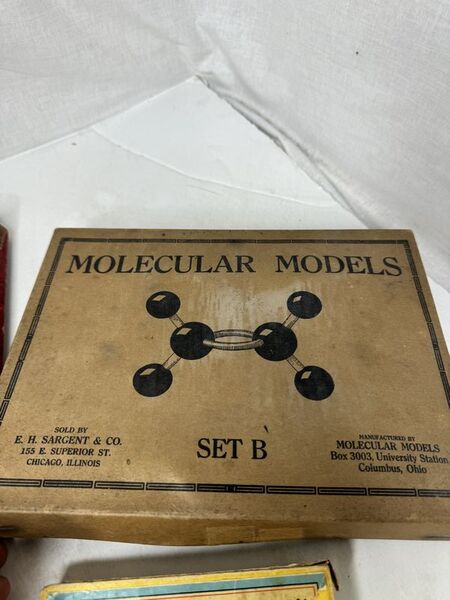 MOLECULAR MODELS
SOLD BY
E. H. SARGENT & CO.
155 E. SUPERIOR ST.
CHICAGO, ILLINOIS
SET B
MANUFACTURED BY
MOLECULAR MODELS
Box 3003, University Station
Columbus, Ohio